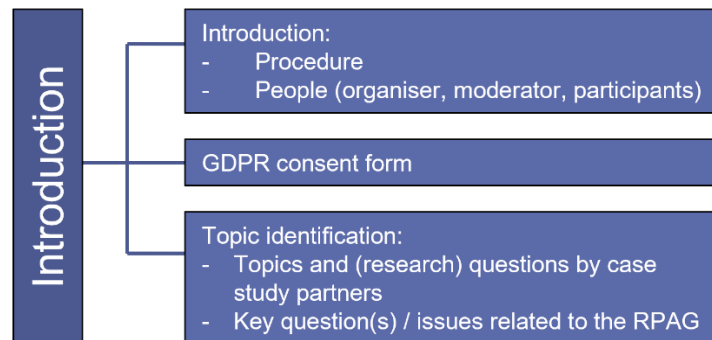 Introduction
Introduction:
- Procedure
- People (organiser, moderator, participants)
GDPR consent form
Topic identification:
- Topics and (research) questions by case
study partners
- Key question(s) / issues related to the RPAG